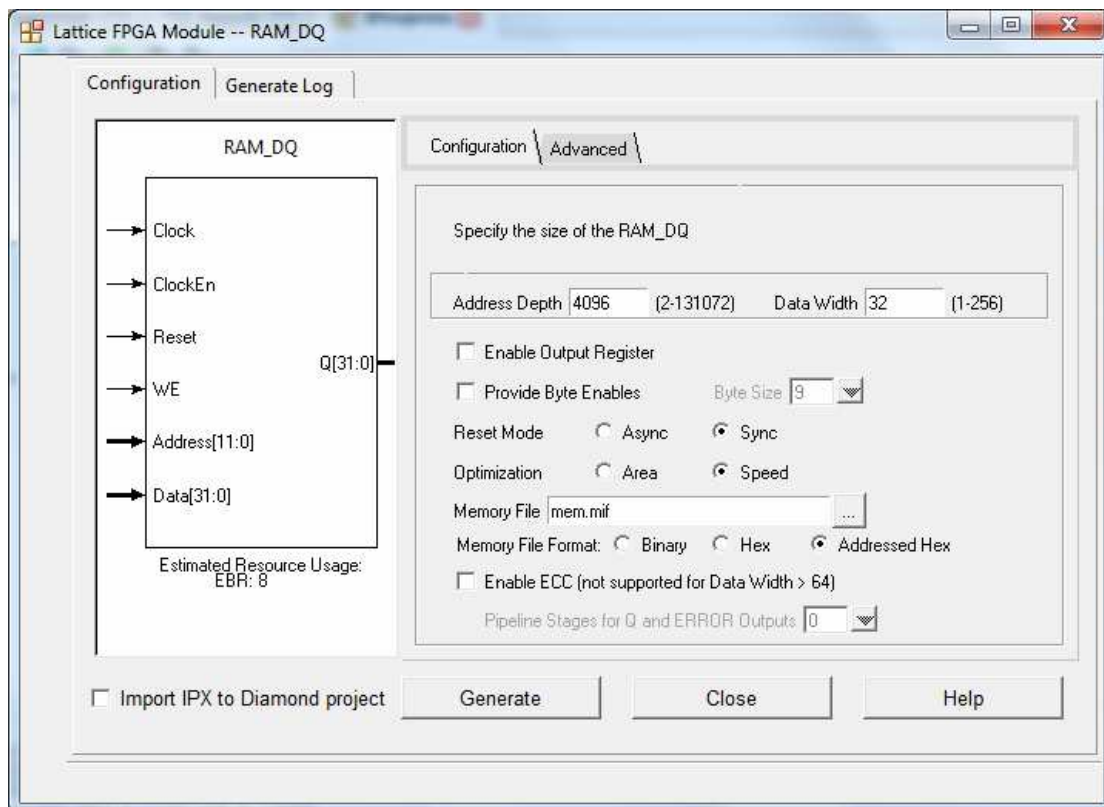 Lattice FPGA Module -- RAM_DQ
Configuration Generate Log
RAM_DQ
Clock
ClockEn
Reset
Q[31:0]
WE
Address[11:0]
Data[31:0]
Estimated Resource Usage:
EBR: 8
Configuration Advanced
Specify the size of the RAM_DQ
Address Depth 4096 (2-131072) Data Width 32 (1-256)
Enable Output Register
Provide Byte Enables Byte Size 9
Reset Mode Async Sync
Optimization Area Speed
Memory File mem.mif ...
Memory File Format: Binary Hex Addressed Hex
Enable ECC (not supported for Data Width > 64)
Pipeline Stages for Q and ERROR Outputs 0
Import IPX to Diamond project Generate Close Help